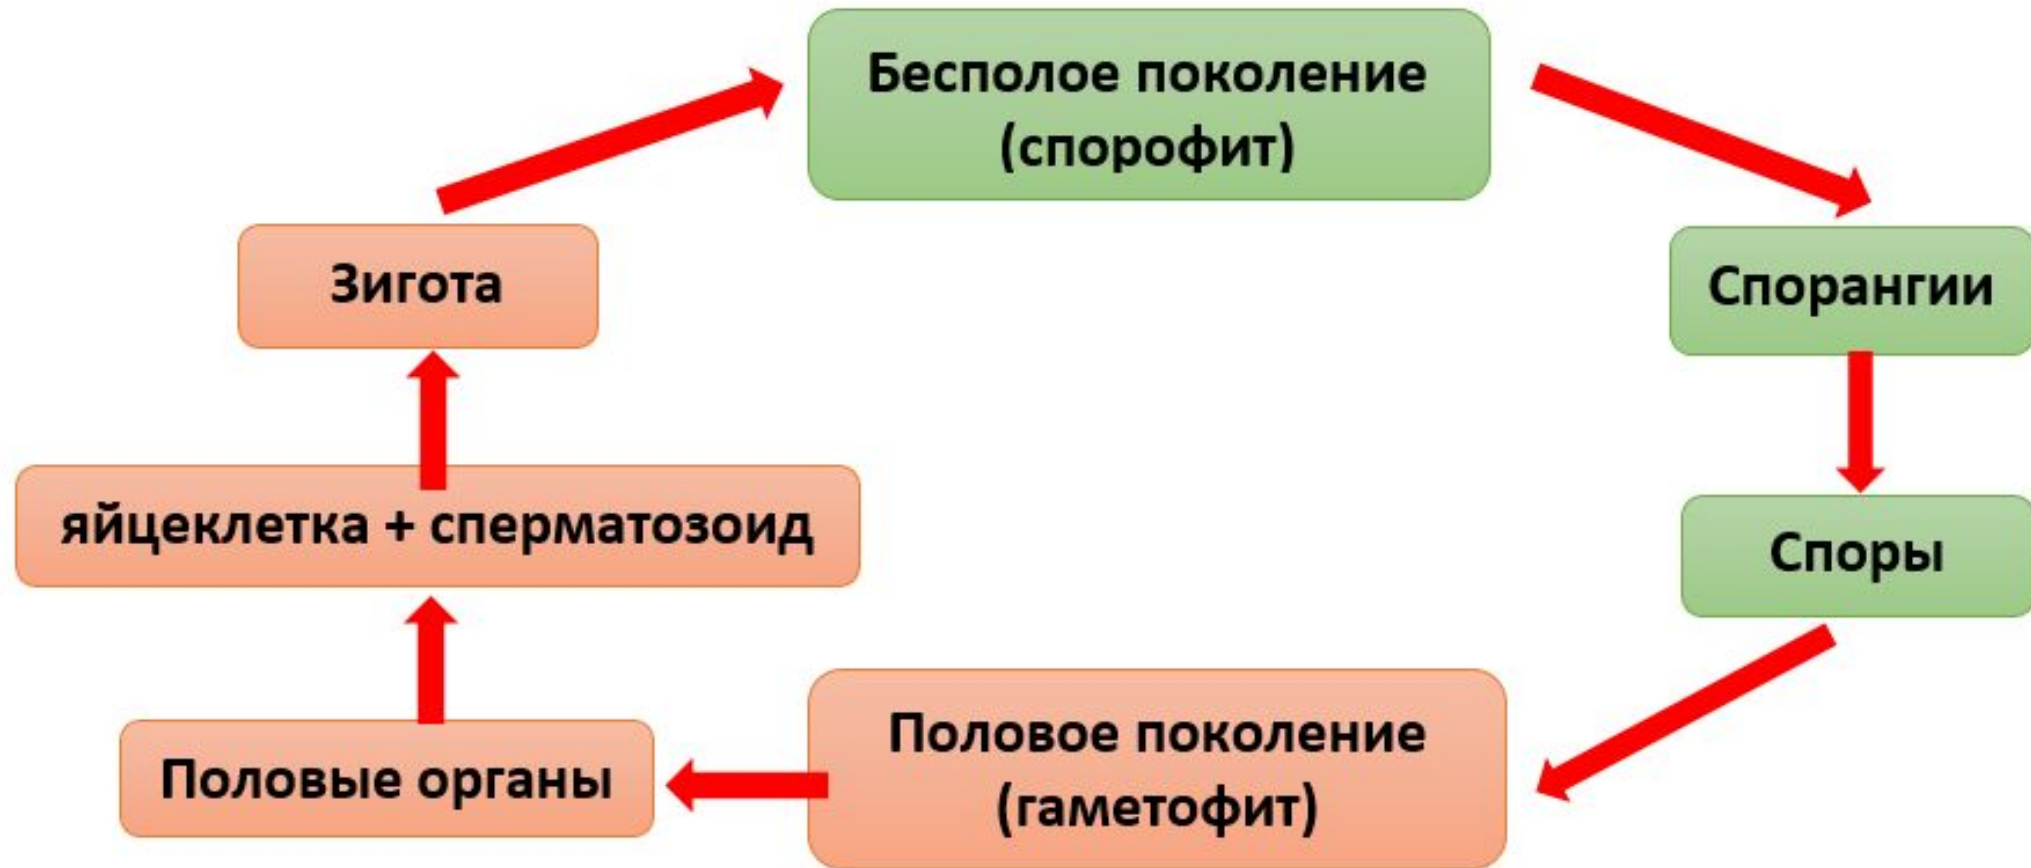 Бесполое поколение
(спорофит)
Зигота
Спорангии
яйцеклетка + сперматозоид
Споры
Половые органы
Половое поколение
(гаметофит)